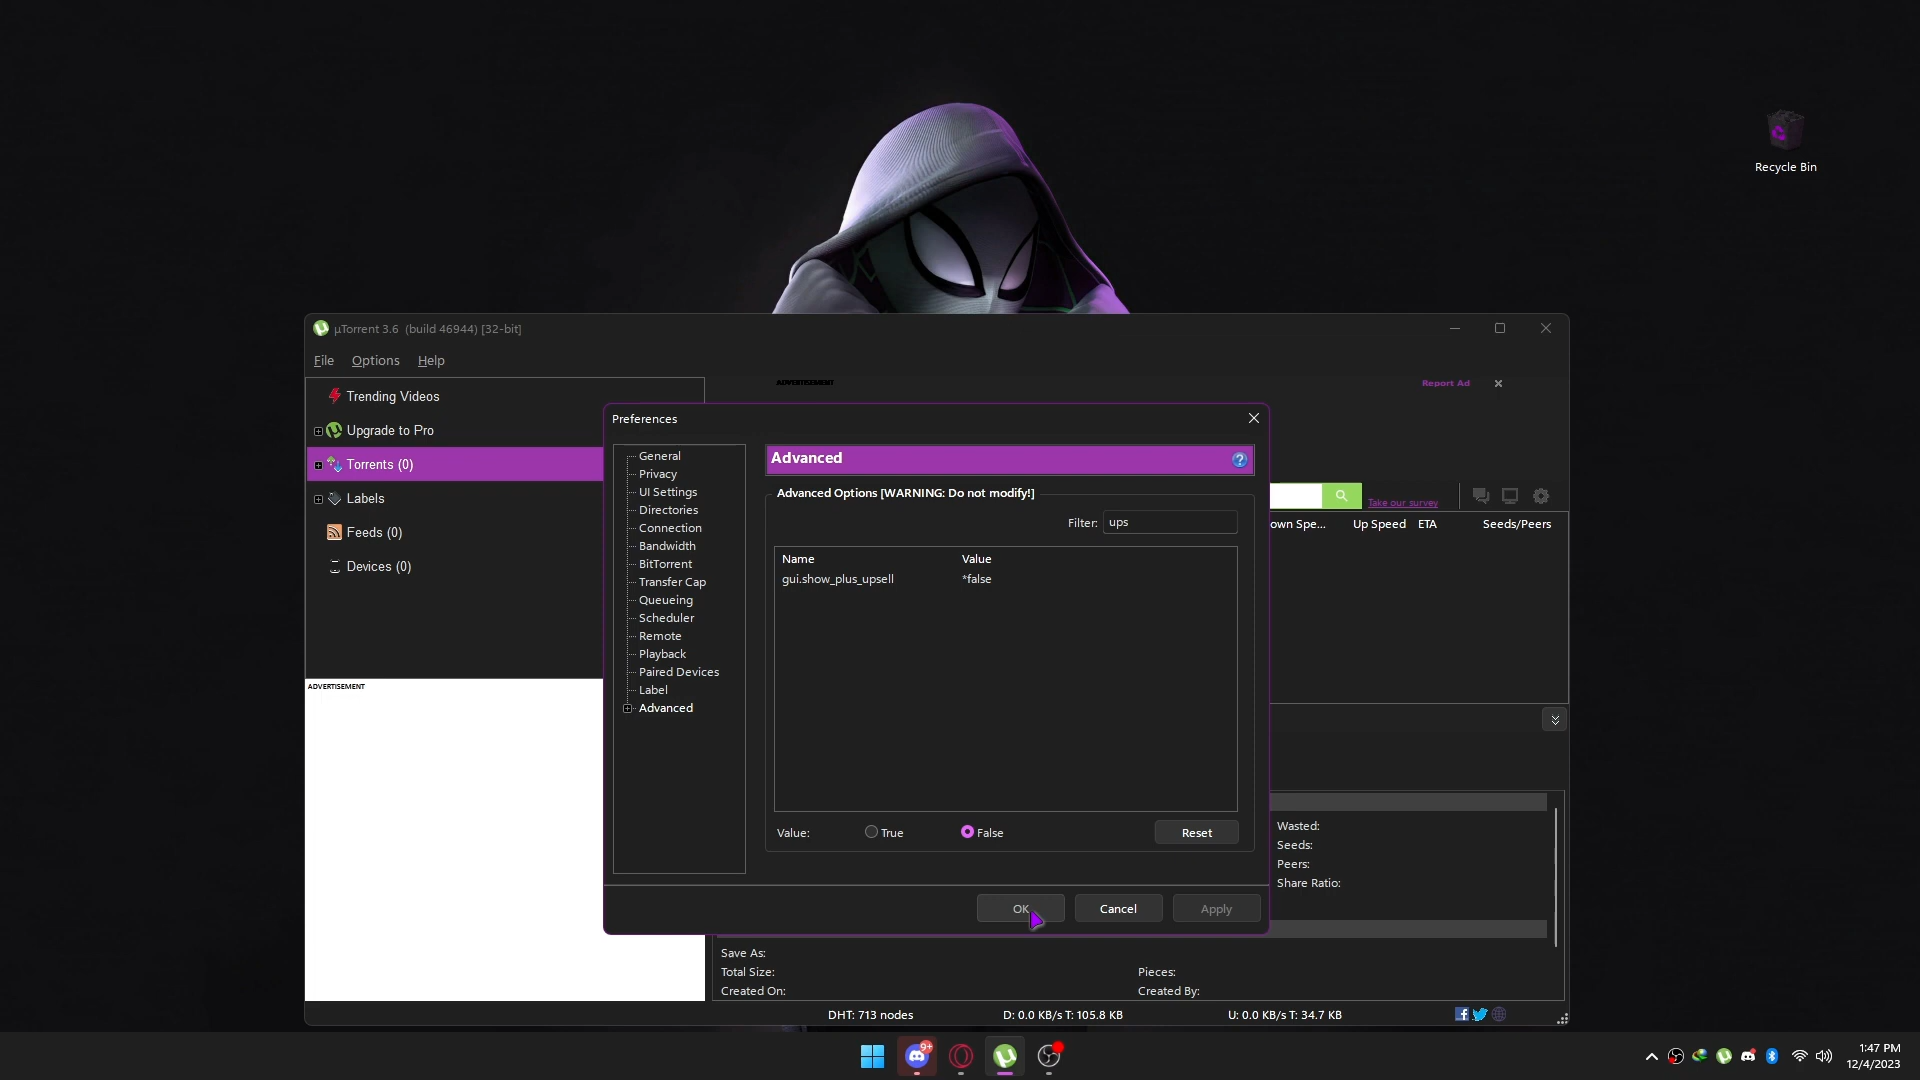 Recycle Bin
µTorrent 3.6 (build 46944) [32-bit]
File Options Help
Trending Videos
Upgrade to Pro
Torrents (0)
Labels
Feeds (0)
Devices (0)
ADVERTISEMENT
ADVERTISEMENT
Report Ad
Take our survey
own Spe... Up Speed ETA Seeds/Peers
Preferences
General
Privacy
UI Settings
Directories
Connection
Bandwidth
BitTorrent
Transfer Cap
Queueing
Scheduler
Remote
Playback
Paired Devices
Label
Advanced
Advanced
Advanced Options [WARNING: Do not modify!]
Filter: ups
Name Value
gui.show_plus_upsell *false
Value: True False Reset
OK Cancel Apply
Wasted:
Seeds:
Peers:
Share Ratio:
Save As:
Total Size: Pieces:
Created On: Created By:
DHT: 713 nodes D: 0.0 KB/s T: 105.8 KB U: 0.0 KB/s T: 34.7 KB
9+
1:47 PM
12/4/2023